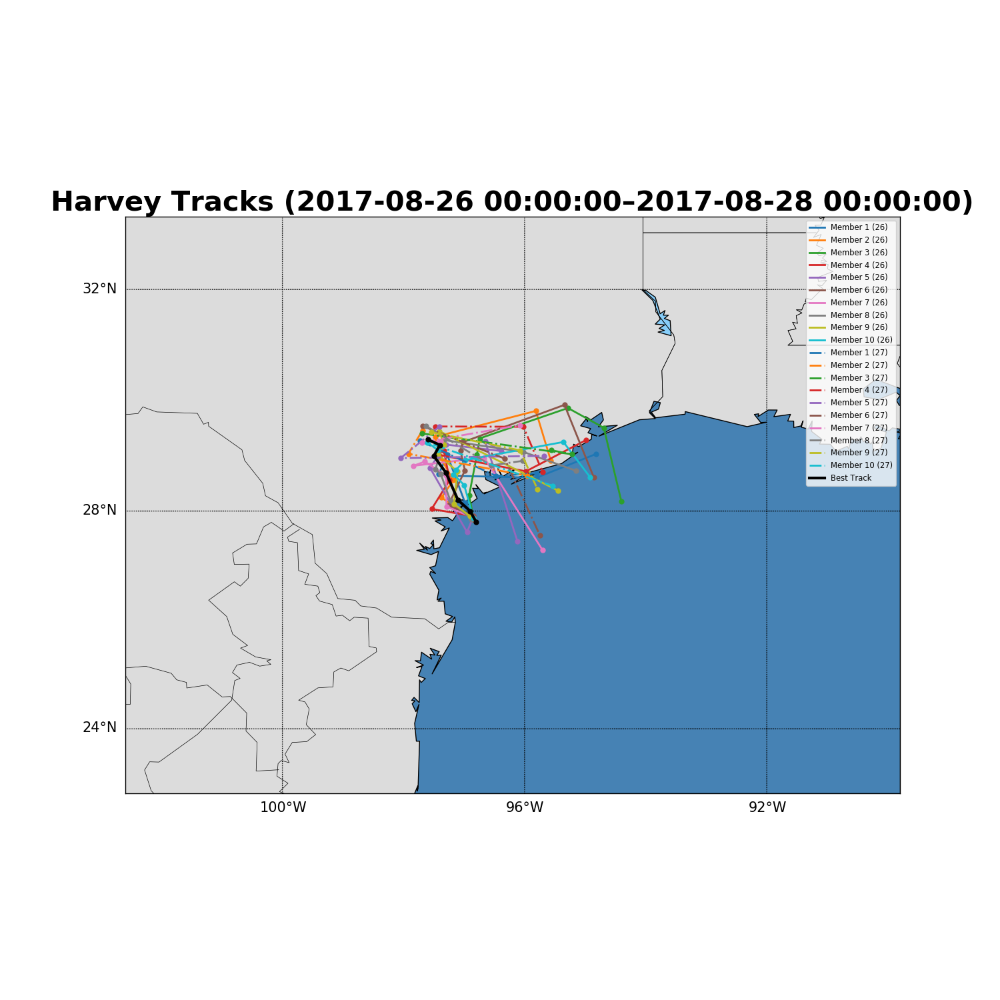 Harvey Tracks (2017-08-26 00:00:00–2017-08-28 00:00:00)
Member 1 (26)
Member 2 (26)
Member 3 (26)
Member 4 (26)
Member 5 (26)
Member 6 (26)
Member 7 (26)
Member 8 (26)
Member 9 (26)
Member 10 (26)
Member 1 (27)
Member 2 (27)
Member 3 (27)
Member 4 (27)
Member 5 (27)
Member 6 (27)
Member 7 (27)
Member 8 (27)
Member 9 (27)
Member 10 (27)
Best Track
32°N
28°N
24°N
100°W
96°W
92°W